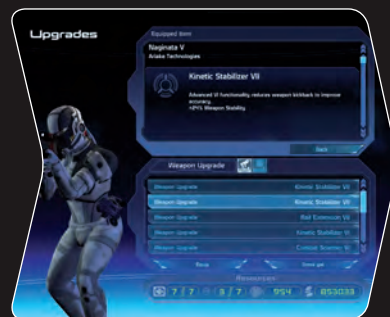 Upgrades
Equipped Item
Naginata V
Ariake Technologies
Kinetic Stabilizer VII
Advanced VI functionality reduces weapon kickback to improve
accuracy.
+24% Weapon Stability
Back
Weapon Upgrade
Weapon Upgrade Kinetic Stabilizer VII
Weapon Upgrade Kinetic Stabilizer VII
Weapon Upgrade Rail Extension VII
Weapon Upgrade Kinetic Stabilizer VI
Weapon Upgrade Combat Scanner VI
Resources
7 / 7 3 / 7 954 853033